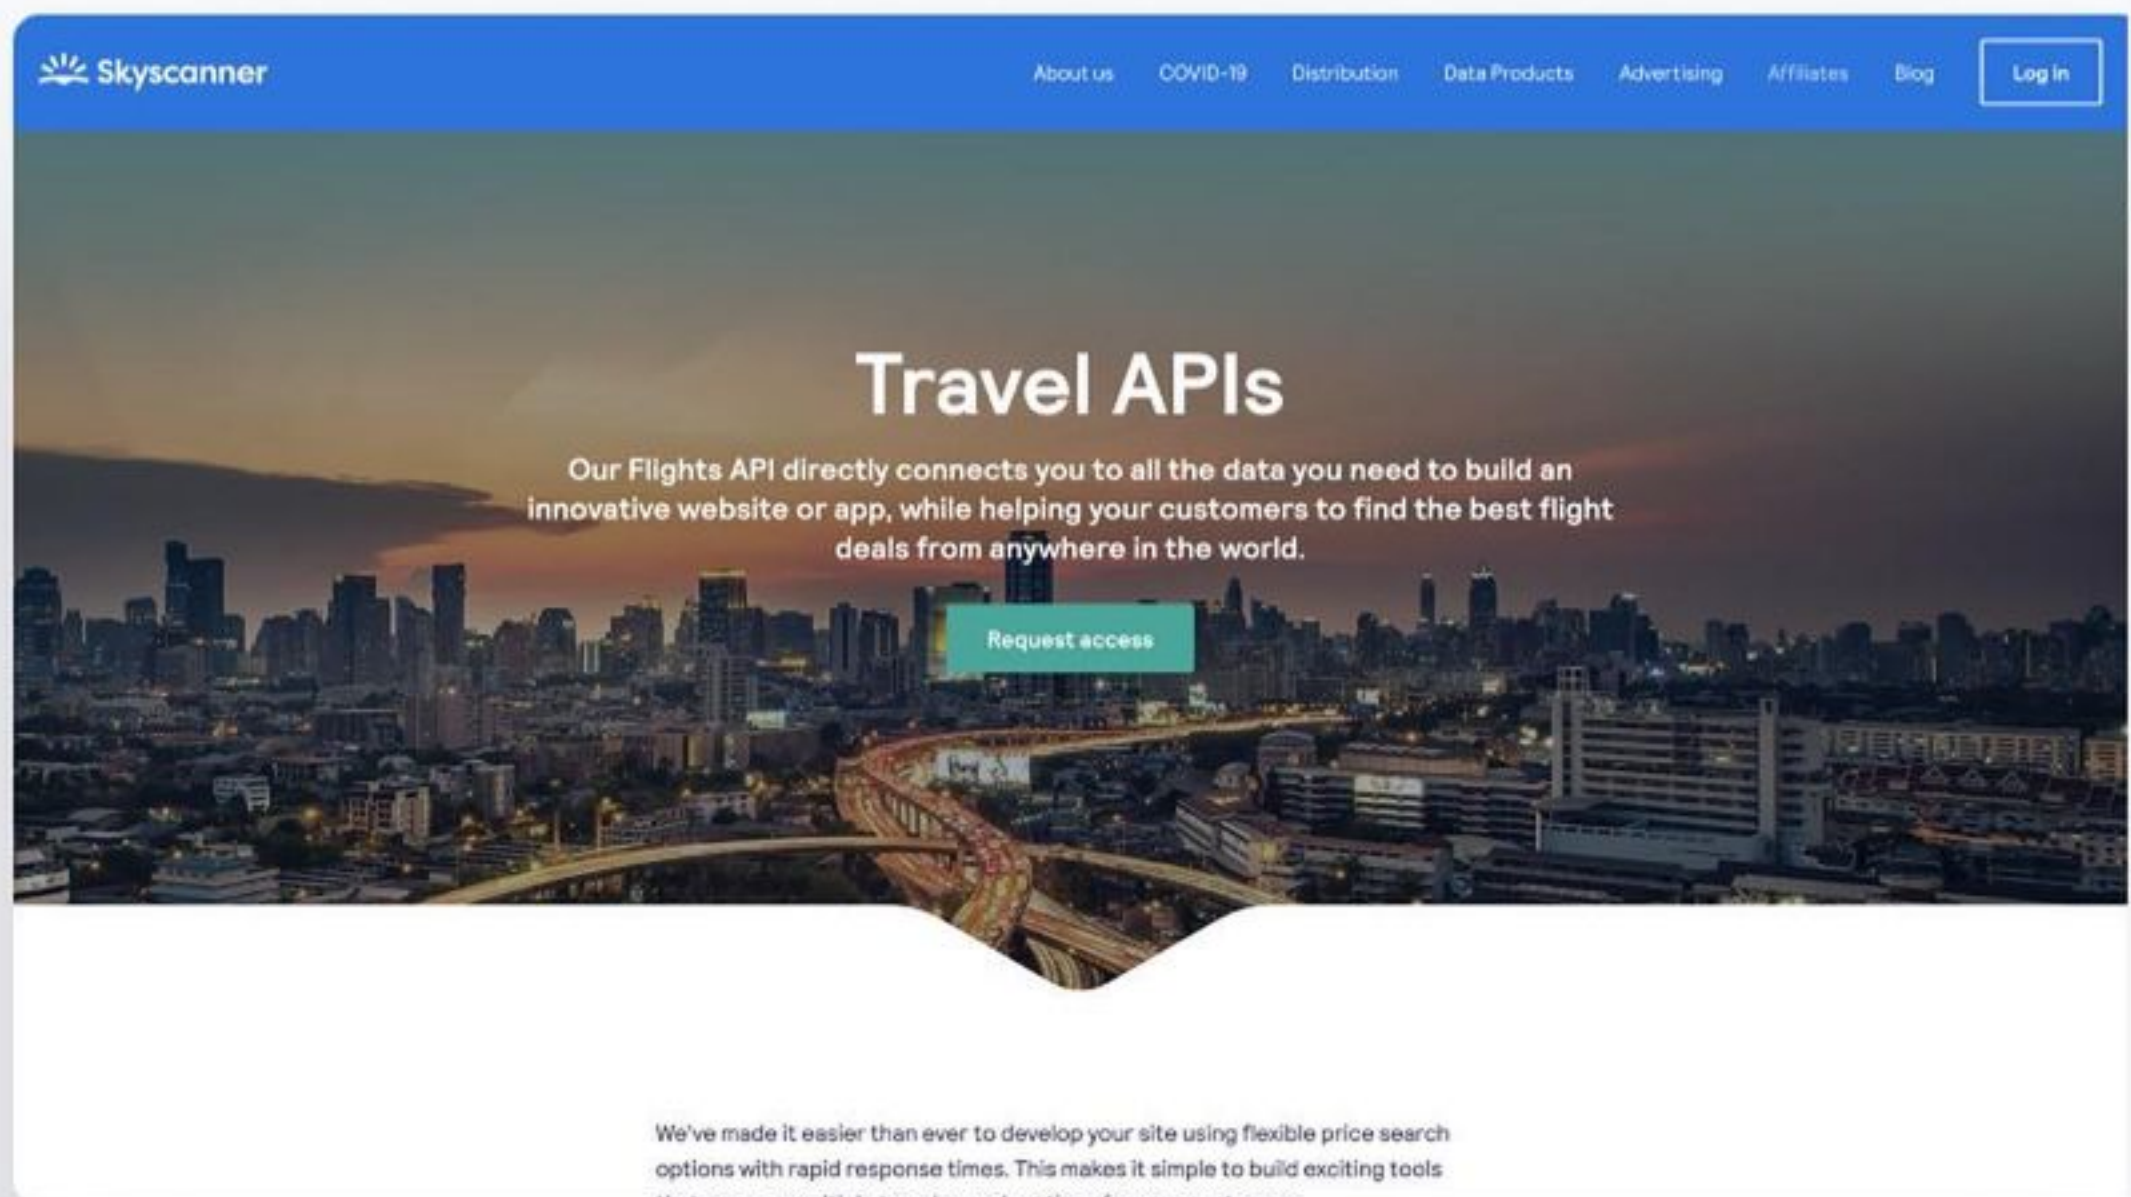 Skyscanner
About us COVID-19 Distribution Data Products Advertising Affiliates Blog Log in
Travel APIs
Our Flights API directly connects you to all the data you need to build an
innovative website or app, while helping your customers to find the best flight
deals from anywhere in the world.
Request access
We've made it easier than ever to develop your site using flexible price search
options with rapid response times. This makes it simple to build exciting tools